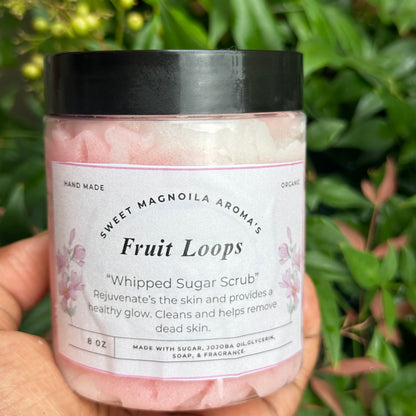 HAND MADE
ORGANIC
SWEET MAGNOILA AROMA'S
Fruit Loops
"Whipped Sugar Scrub"
Rejuvenate's the skin and provides a
healthy glow. Cleans and helps remove
dead skin.
8 OZ
MADE WITH SUGAR, JOJOBA OIL,GLYCERIN,
SOAP, & FRAGRANCE